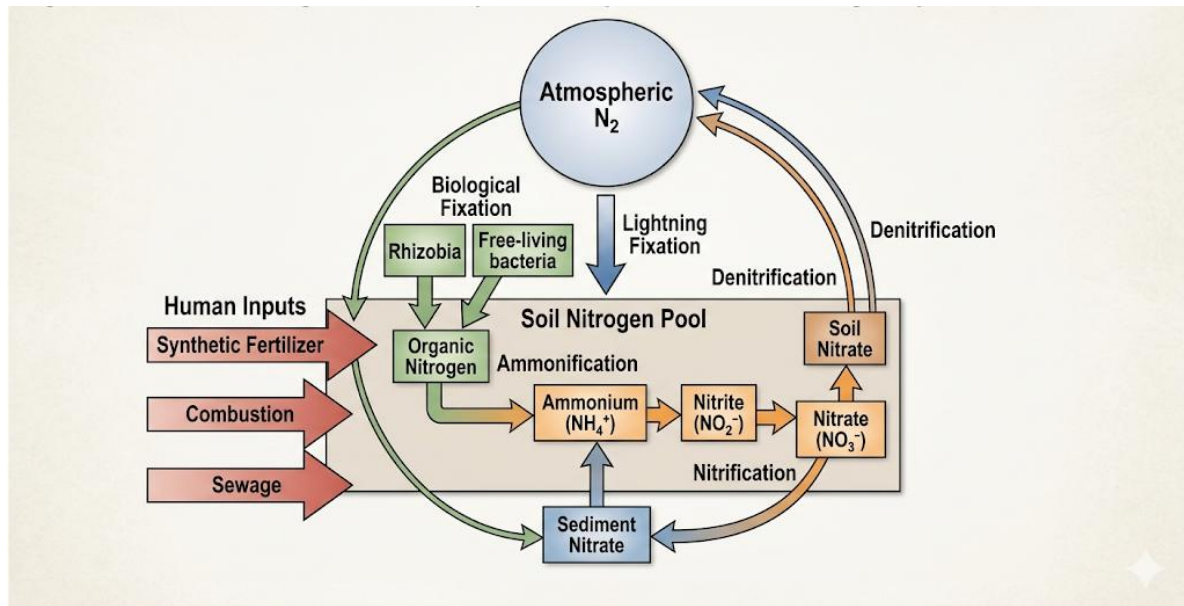 Atmospheric
N₂
Biological
Fixation
Rhizobia
Free-living
bacteria
Lightning
Fixation
Denitrification
Denitrification
Human Inputs
Synthetic Fertilizer
Combustion
Sewage
Soil Nitrogen Pool
Organic
Nitrogen
Ammonification
Ammonium
(NH₄⁺)
Nitrite
(NO₂⁻)
Nitrate
(NO₃⁻)
Soil
Nitrate
Nitrification
Sediment
Nitrate